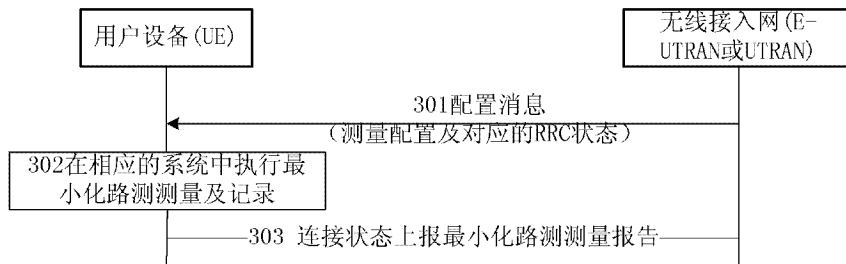 用户设备(UE)
无线接入网(E-
UTRAN或UTRAN)
301配置消息
(测量配置及对应的RRC状态)
302在相应的系统中执行最
小化路测测量及记录
303 连接状态上报最小化路测测量报告